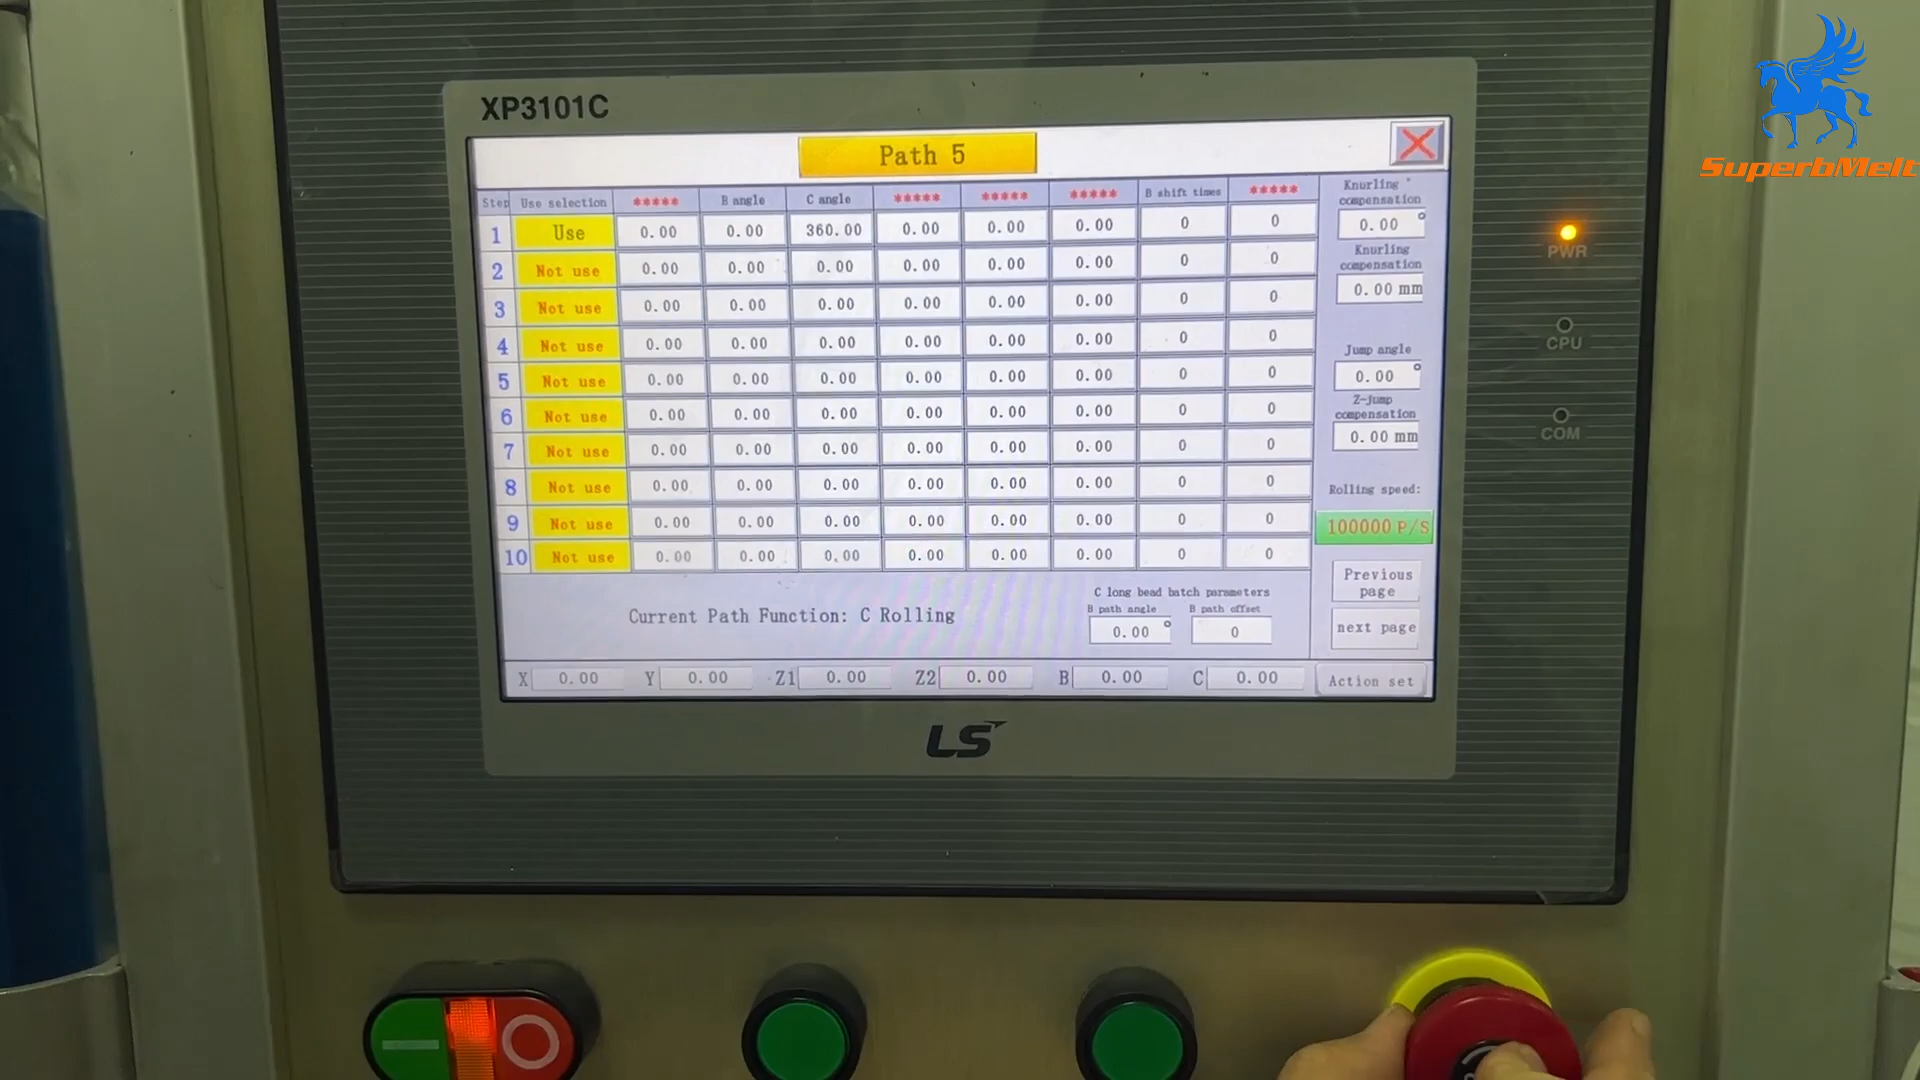 SuperbMelt
XP3101C
Path 5
Step Use selection ***** B angle C angle ***** ***** ***** B shift times *****
1 Use 0.00 0.00 360.00 0.00 0.00 0.00 0 0
2 Not use 0.00 0.00 0.00 0.00 0.00 0.00 0 0
3 Not use 0.00 0.00 0.00 0.00 0.00 0.00 0 0
4 Not use 0.00 0.00 0.00 0.00 0.00 0.00 0 0
5 Not use 0.00 0.00 0.00 0.00 0.00 0.00 0 0
6 Not use 0.00 0.00 0.00 0.00 0.00 0.00 0 0
7 Not use 0.00 0.00 0.00 0.00 0.00 0.00 0 0
8 Not use 0.00 0.00 0.00 0.00 0.00 0.00 0 0
9 Not use 0.00 0.00 0.00 0.00 0.00 0.00 0 0
10 Not use 0.00 0.00 0.00 0.00 0.00 0.00 0 0
Knurling °
compensation
0.00 °
Knurling
compensation
0.00 mm
Jump angle
0.00 °
Z-jump
compensation
0.00 mm
Rolling speed:
100000 P/S
Previous
page
next page
Current Path Function: C Rolling
C long bead batch parameters
B path angle B path offset
0.00 ° 0
X 0.00 Y 0.00 Z1 0.00 Z2 0.00 B 0.00 C 0.00 Action set
PWR
CPU
COM
LS